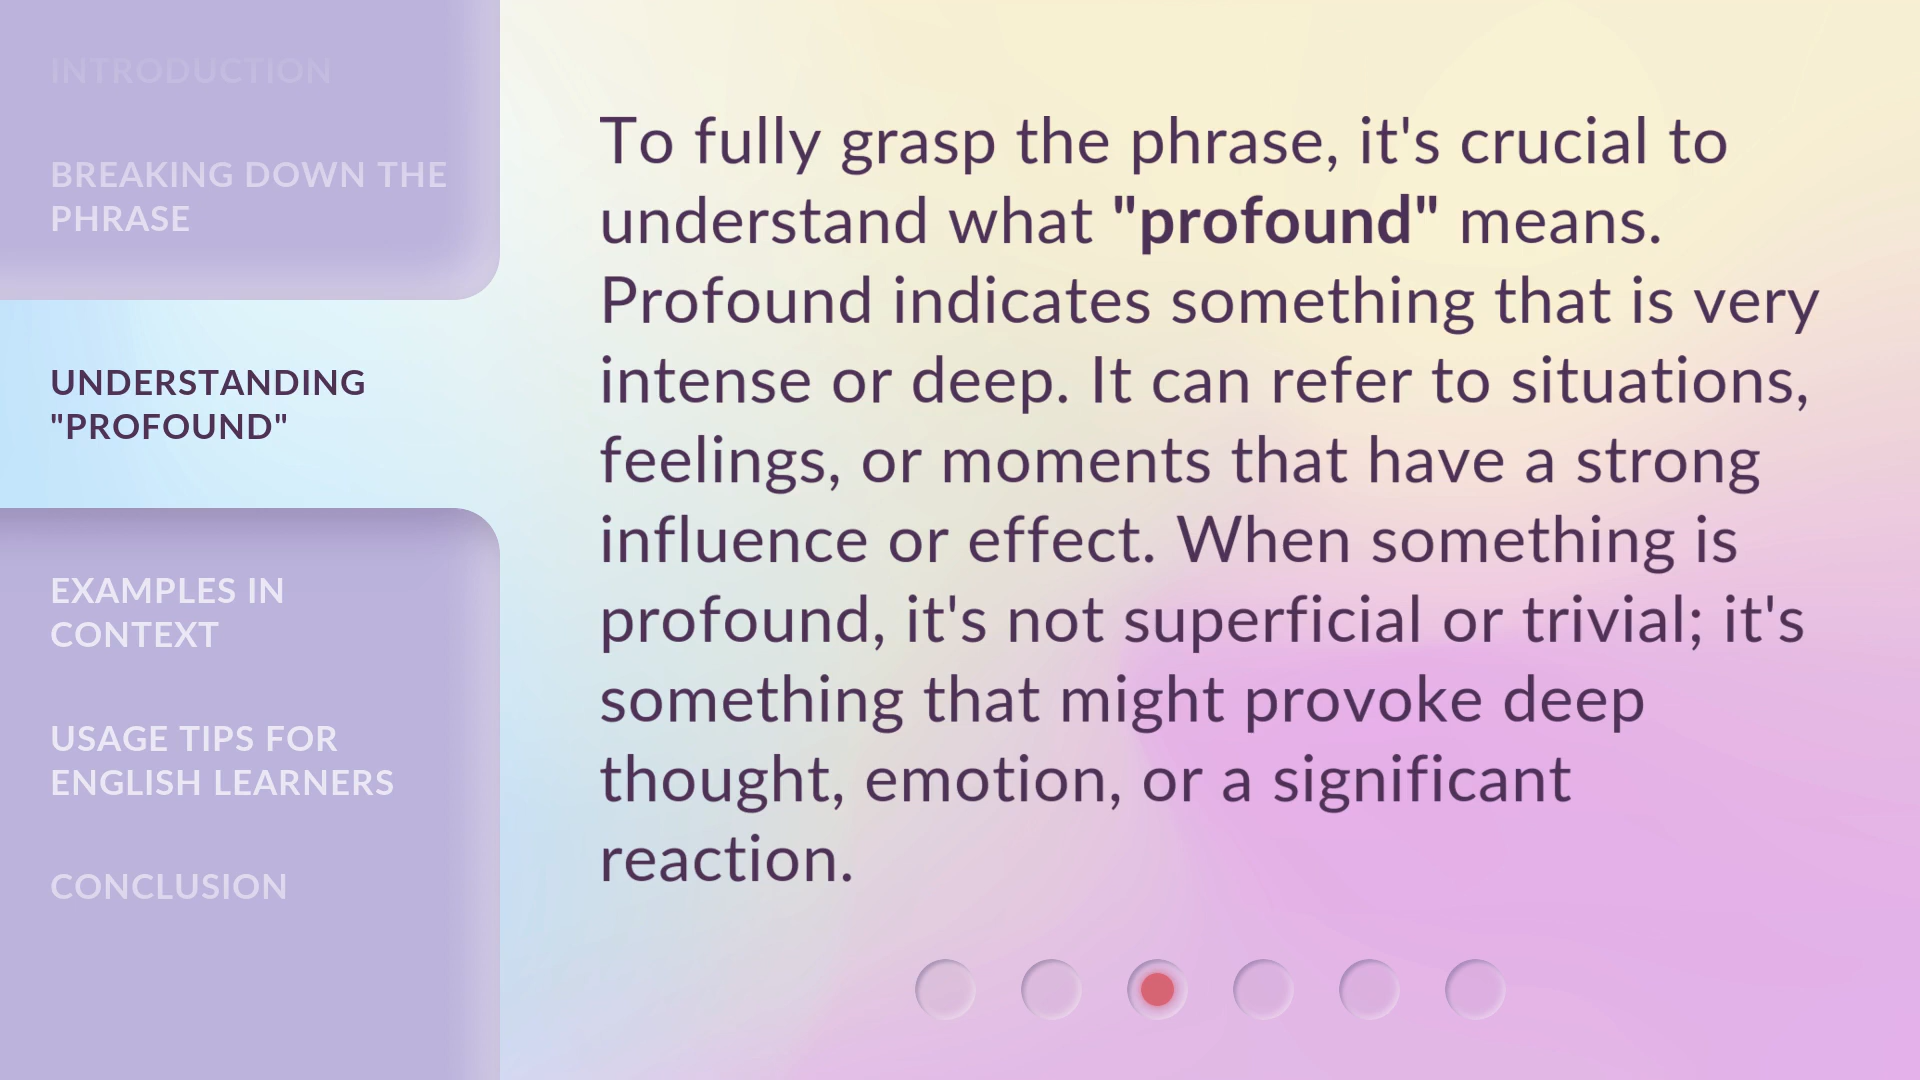 INTRODUCTION
BREAKING DOWN THE
PHRASE
UNDERSTANDING
"PROFOUND"
EXAMPLES IN
CONTEXT
USAGE TIPS FOR
ENGLISH LEARNERS
CONCLUSION
To fully grasp the phrase, it's crucial to
understand what "profound" means.
Profound indicates something that is very
intense or deep. It can refer to situations,
feelings, or moments that have a strong
influence or effect. When something is
profound, it's not superficial or trivial; it's
something that might provoke deep
thought, emotion, or a significant
reaction.